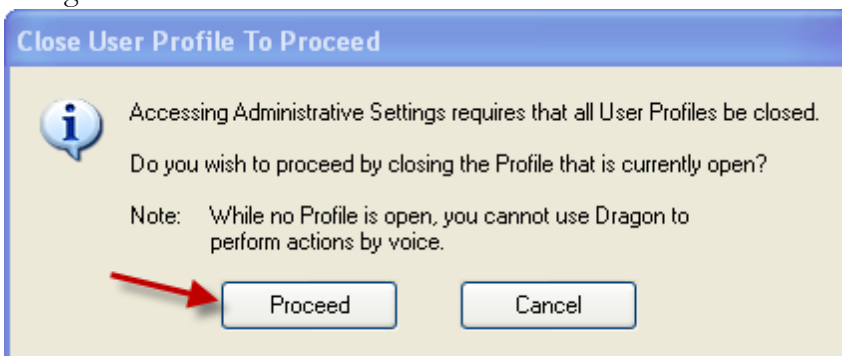 Close User Profile To Proceed
Accessing Administrative Settings requires that all User Profiles be closed.
Do you wish to proceed by closing the Profile that is currently open?
Note: While no Profile is open, you cannot use Dragon to
perform actions by voice.
Proceed Cancel